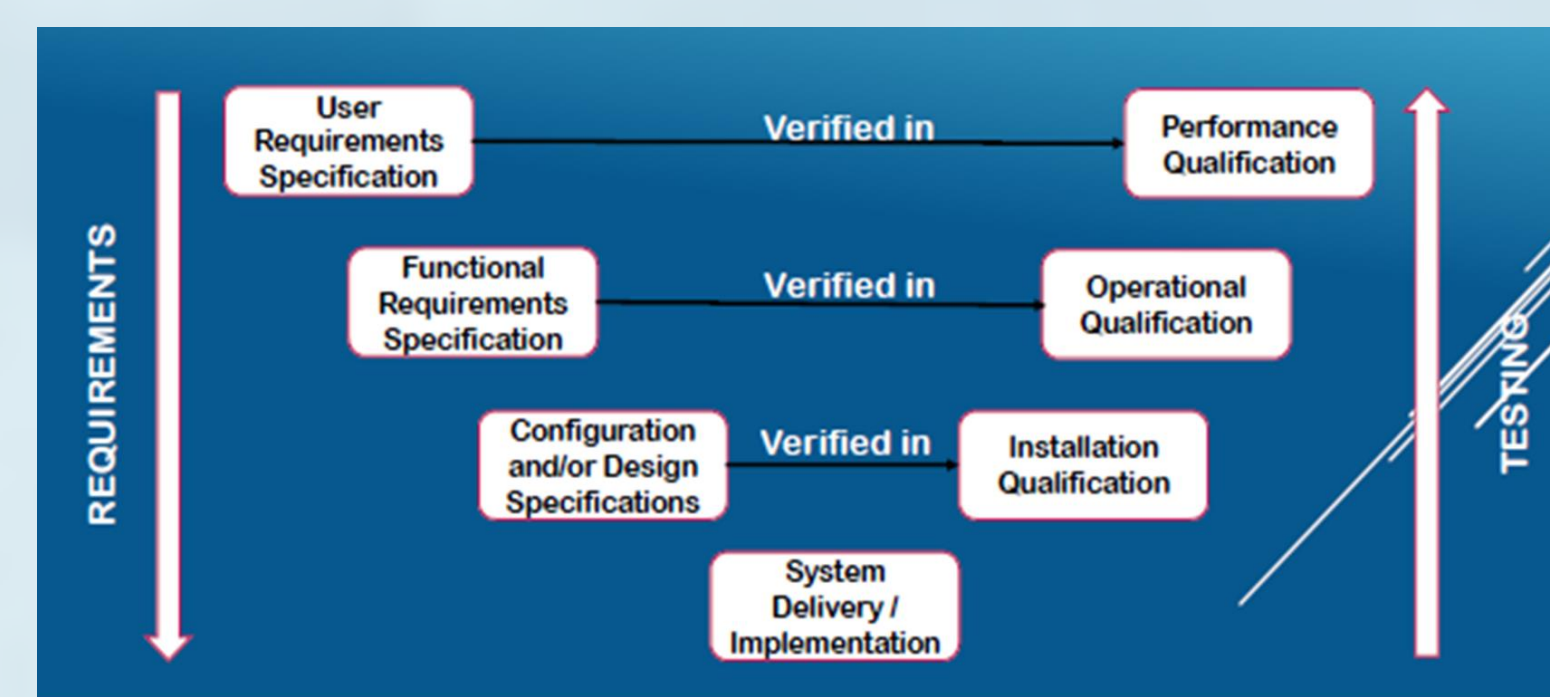 User
Requirements
Specification
Verified in
Performance
Qualification
REQUIREMENTS
Functional
Requirements
Specification
Verified in
Operational
Qualification
TESTING
Configuration
and/or Design
Specifications
Verified in
Installation
Qualification
System
Delivery /
Implementation